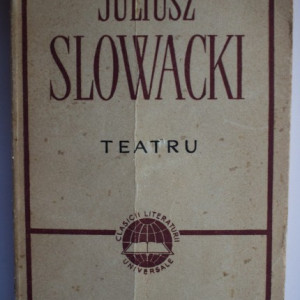 JULIUSZ
SLOWACKI
TEATRU
CLASICII LITERATURII
UNIVERSALE